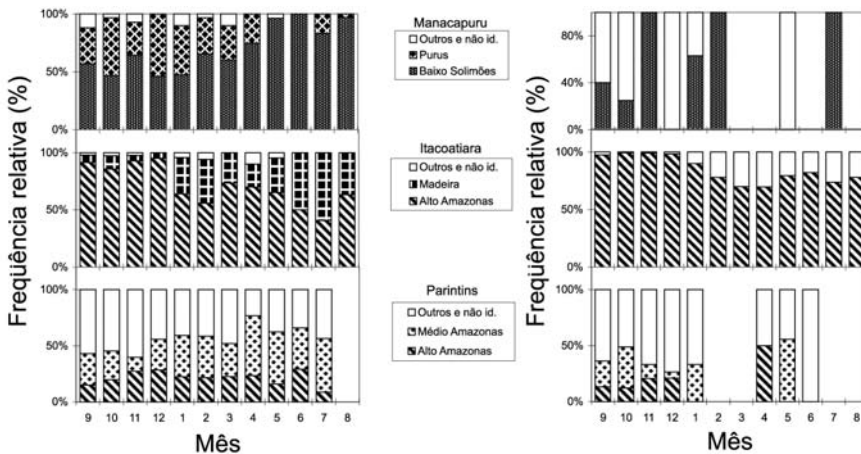 100%
50%
0%
100%
50%
0%
100%
50%
0%
9 10 11 12 1 2 3 4 5 6 7 8
Mês
Freqüência relativa (%)
Manacapuru
Outros e não id.
Purus
Baixo Solimões
Itacoatiara
Outros e não id.
Madeira
Alto Amazonas
Parintins
Outros e não id.
Médio Amazonas
Alto Amazonas
80%
40%
0%
100%
50%
0%
100%
50%
0%
9 10 11 12 1 2 3 4 5 6 7 8
Mês
Freqüência relativa (%)